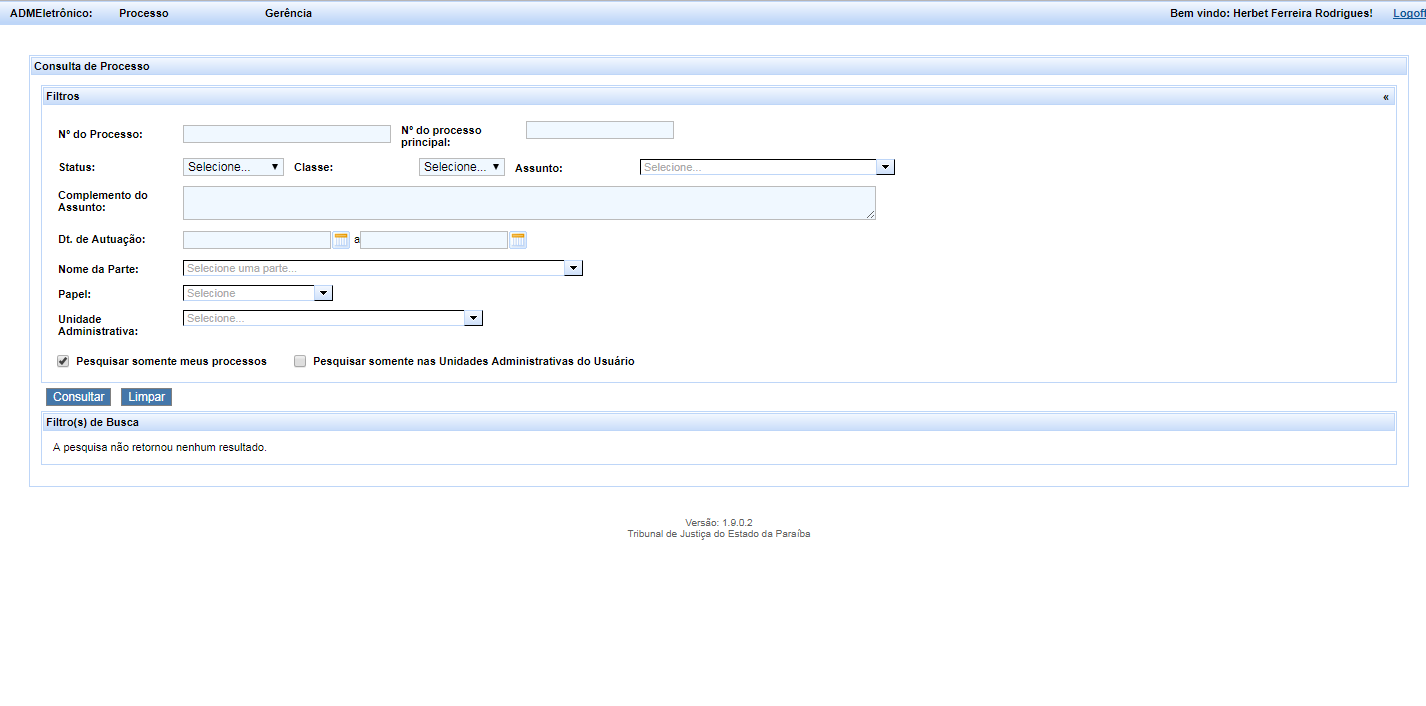 ADMEletrônico: Processo Gerência Bem vindo: Herbet Ferreira Rodrigues! Logoff
Consulta de Processo
Filtros «
Nº do Processo: Nº do processo
principal:
Status: Selecione... Classe: Selecione... Assunto: Selecione...
Complemento do
Assunto:
Dt. de Autuação: a
Nome da Parte: Selecione uma parte...
Papel: Selecione
Unidade Selecione...
Administrativa:
Pesquisar somente meus processos Pesquisar somente nas Unidades Administrativas do Usuário
Consultar Limpar
Filtro(s) de Busca
A pesquisa não retornou nenhum resultado.
Versão: 1.9.0.2
Tribunal de Justiça do Estado da Paraíba